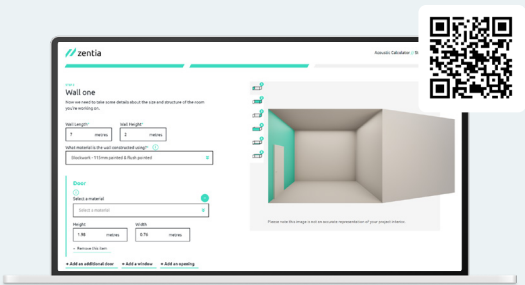 zentia
Acoustic Calculator
Wall one
Now we need to take some details about the size and structure of the room
you're working on.
Wall Length*
Wall Height*
7 metres
2 metres
What material is the wall constructed using?*
Blockwork - 115mm painted & flush pointed
Door
Select a material
Select a material
Height
Width
1.98 metres
0.76 metres
- Remove this item
+ Add an additional door
+ Add a window
+ Add an opening
Please note this image is not an accurate representation of your project interior.